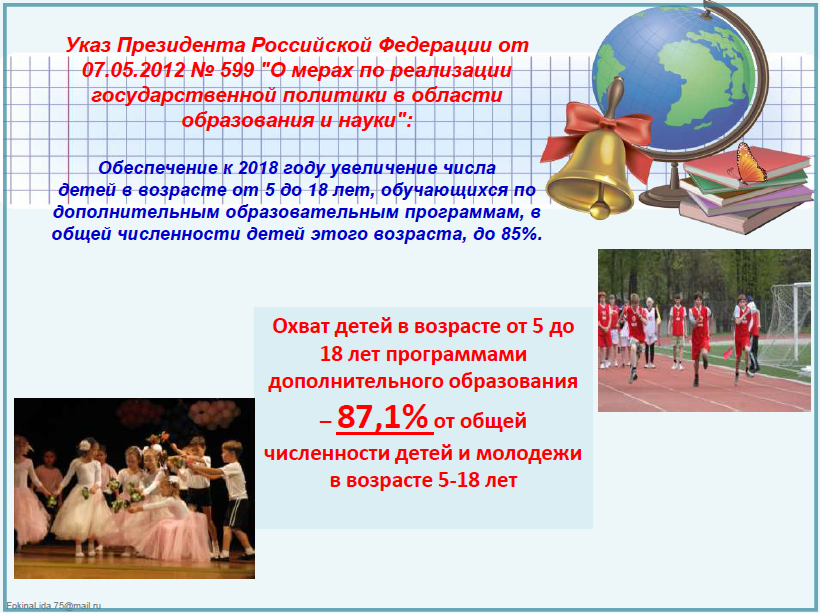 Указ Президента Российской Федерации от
07.05.2012 № 599 "О мерах по реализации
государственной политики в области
образования и науки":
Обеспечение к 2018 году увеличение числа
детей в возрасте от 5 до 18 лет, обучающихся по
дополнительным образовательным программам, в
общей численности детей этого возраста, до 85%.
Охват детей в возрасте от 5 до
18 лет программами
дополнительного образования
– 87,1% от общей
численности детей и молодежи
в возрасте 5-18 лет
FokinaLida.75@mail.ru